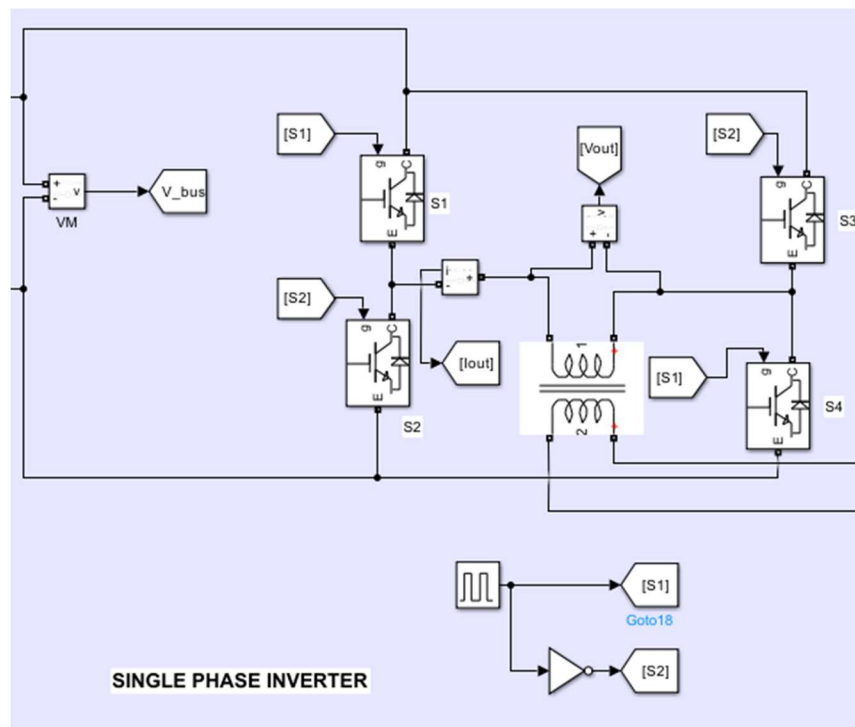 [S1]
[S2]
[Vout]
g
C
g
C
S1
E
+
v
-
V_bus
VM
v
+
-
S3
E
[S2]
i
+
-
g
C
[Iout]
E
S2
1
2
+
+
[S1]
g
C
S4
E
[S1]
Goto18
[S2]
SINGLE PHASE INVERTER